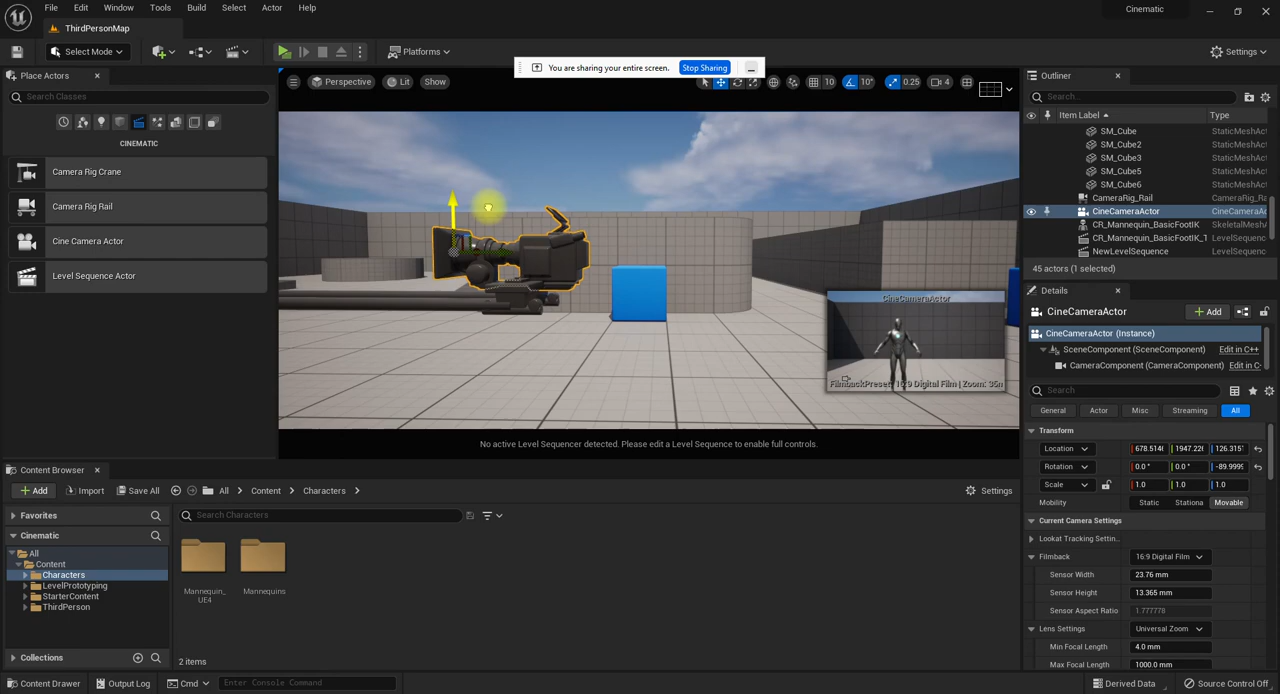 File Edit Window Tools Build Select Actor Help
Cinematic
ThirdPersonMap
Select Mode
Platforms
Settings
You are sharing your entire screen.
Stop Sharing
Place Actors
Search Classes
CINEMATIC
Camera Rig Crane
Camera Rig Rail
Cine Camera Actor
Level Sequence Actor
Perspective
Lit
Show
10
10°
0.25
4
CineCameraActor
FilmbackPreset: 16:9 Digital Film | Zoom: 35n
No active Level Sequencer detected. Please edit a Level Sequence to enable full controls.
Outliner
Search...
Item Label
Type
SM_Cube StaticMeshAct
SM_Cube2 StaticMeshAct
SM_Cube3 StaticMeshAct
SM_Cube5 StaticMeshAct
SM_Cube6 StaticMeshAct
CameraRig_Rail CameraRig_Ra
CineCameraActor CineCameraAc
CR_Mannequin_BasicFootIK SkeletalMeshA
CR_Mannequin_BasicFootIK_T LevelSequenc
NewLevelSequence LevelSequenc
45 actors (1 selected)
Details
CineCameraActor
Add
CineCameraActor (Instance)
SceneComponent (SceneComponent) Edit in C++
CameraComponent (CameraComponent) Edit in C
Search
General Actor Misc Streaming All
Transform
Location 678.514 1947.22 126.315
Rotation 0.0 ° 0.0 ° -89.999
Scale 1.0 1.0 1.0
Mobility Static Stationa Movable
Current Camera Settings
Lookat Tracking Settin
Filmback 16:9 Digital Film
Sensor Width 23.76 mm
Sensor Height 13.365 mm
Sensor Aspect Ratio 1.777778
Lens Settings Universal Zoom
Min Focal Length 4.0 mm
Max Focal Length 1000.0 mm
Content Browser
Add Import Save All All Content Characters
Settings
Favorites
Cinematic
All
Content
Characters
LevelPrototyping
StarterContent
ThirdPerson
Collections
Search Characters
Mannequin_
UE4
Mannequins
2 items
Content Drawer
Output Log
Cmd
Enter Console Command
Derived Data
Source Control Off